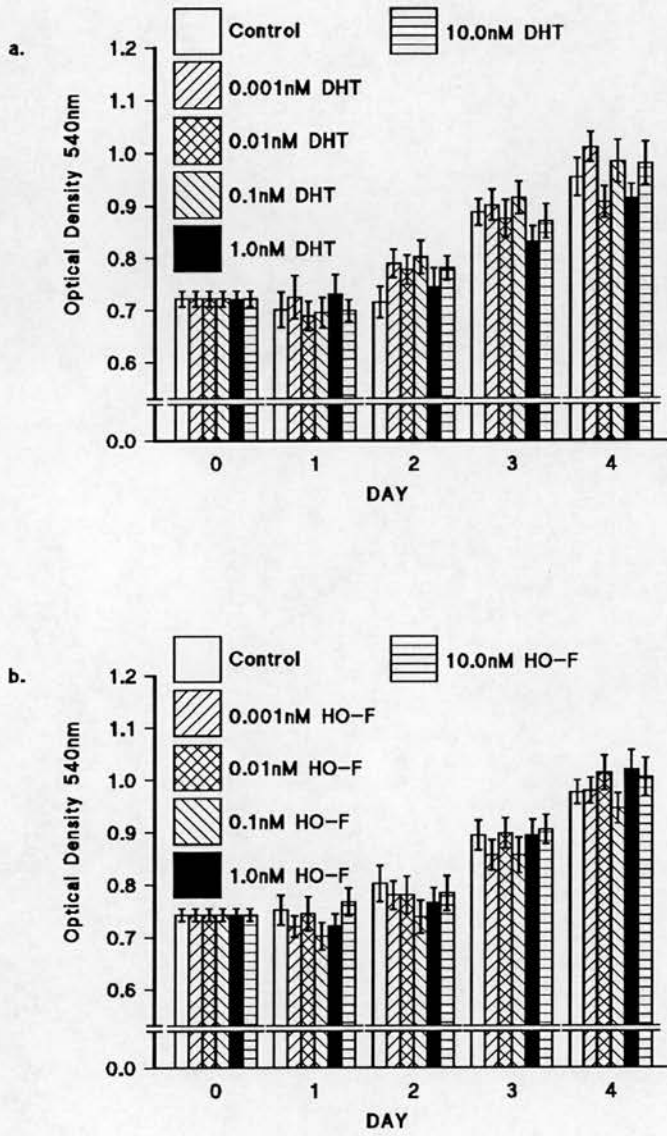 a.
Control
10.0nM DHT
0.001nM DHT
0.01nM DHT
0.1nM DHT
1.0nM DHT
Optical Density 540nm
1.2
1.1
1.0
0.9
0.8
0.7
0.6
0.0
0 1 2 3 4
DAY
b.
Control
10.0nM HO-F
0.001nM HO-F
0.01nM HO-F
0.1nM HO-F
1.0nM HO-F
Optical Density 540nm
1.2
1.1
1.0
0.9
0.8
0.7
0.6
0.0
0 1 2 3 4
DAY